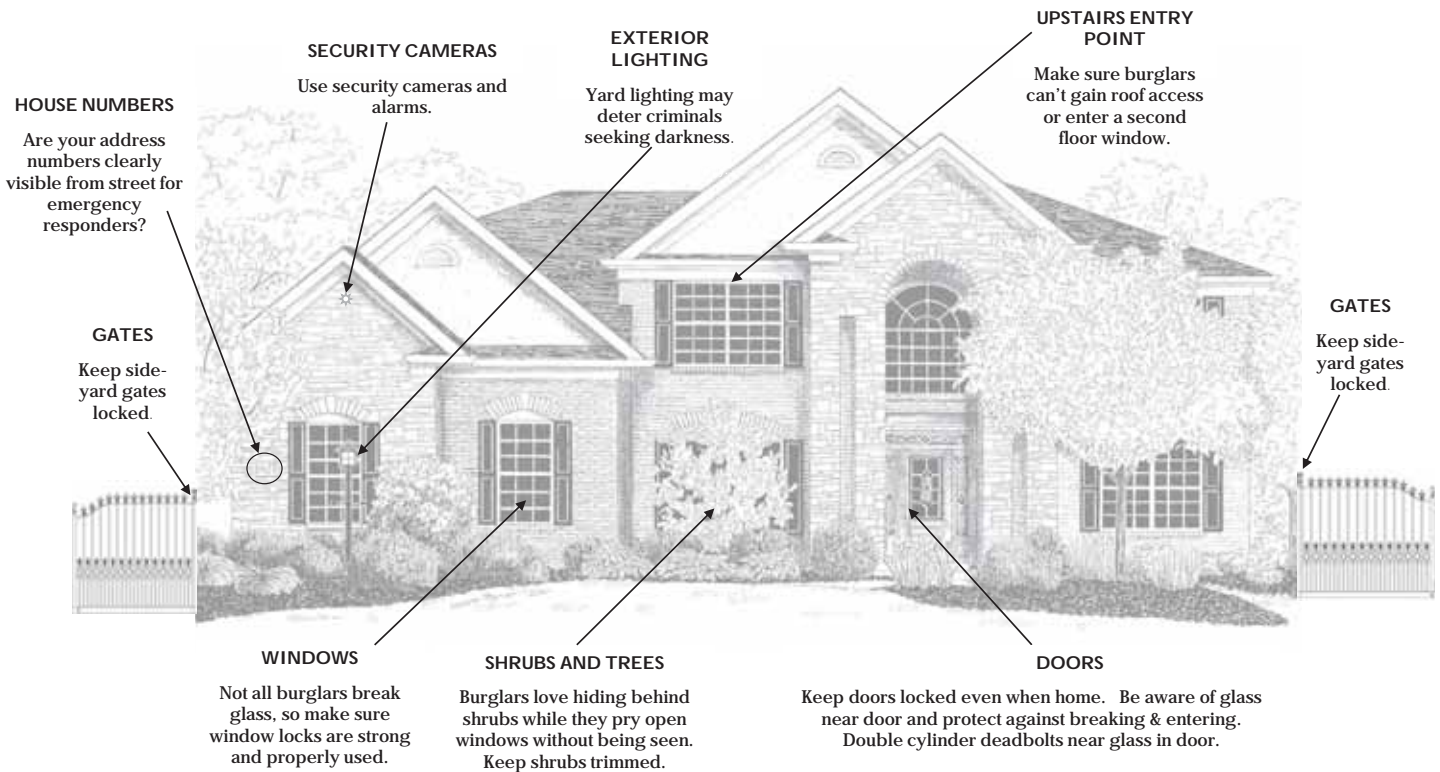 HOUSE NUMBERS
Are your address
numbers clearly
visible from street for
emergency
responders?
SECURITY CAMERAS
Use security cameras and
alarms.
EXTERIOR
LIGHTING
Yard lighting may
deter criminals
seeking darkness.
UPSTAIRS ENTRY
POINT
Make sure burglars
can't gain roof access
or enter a second
floor window.
GATES
Keep side-
yard gates
locked.
GATES
Keep side-
yard gates
locked.
WINDOWS
Not all burglars break
glass, so make sure
window locks are strong
and properly used.
SHRUBS AND TREES
Burglars love hiding behind
shrubs while they pry open
windows without being seen.
Keep shrubs trimmed.
DOORS
Keep doors locked even when home.   Be aware of glass
near door and protect against breaking & entering.
Double cylinder deadbolts near glass in door.